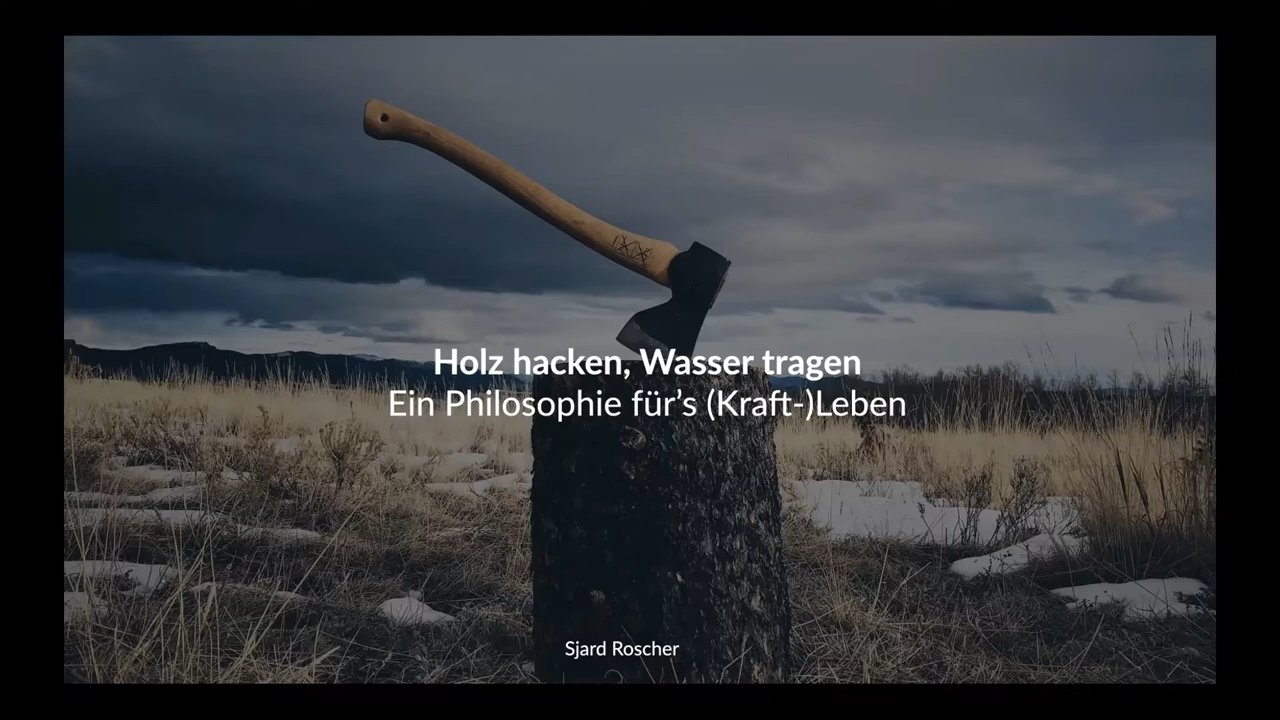 Holz hacken, Wasser tragen
Ein Philosophie für’s (Kraft-)Leben
Sjard Roscher